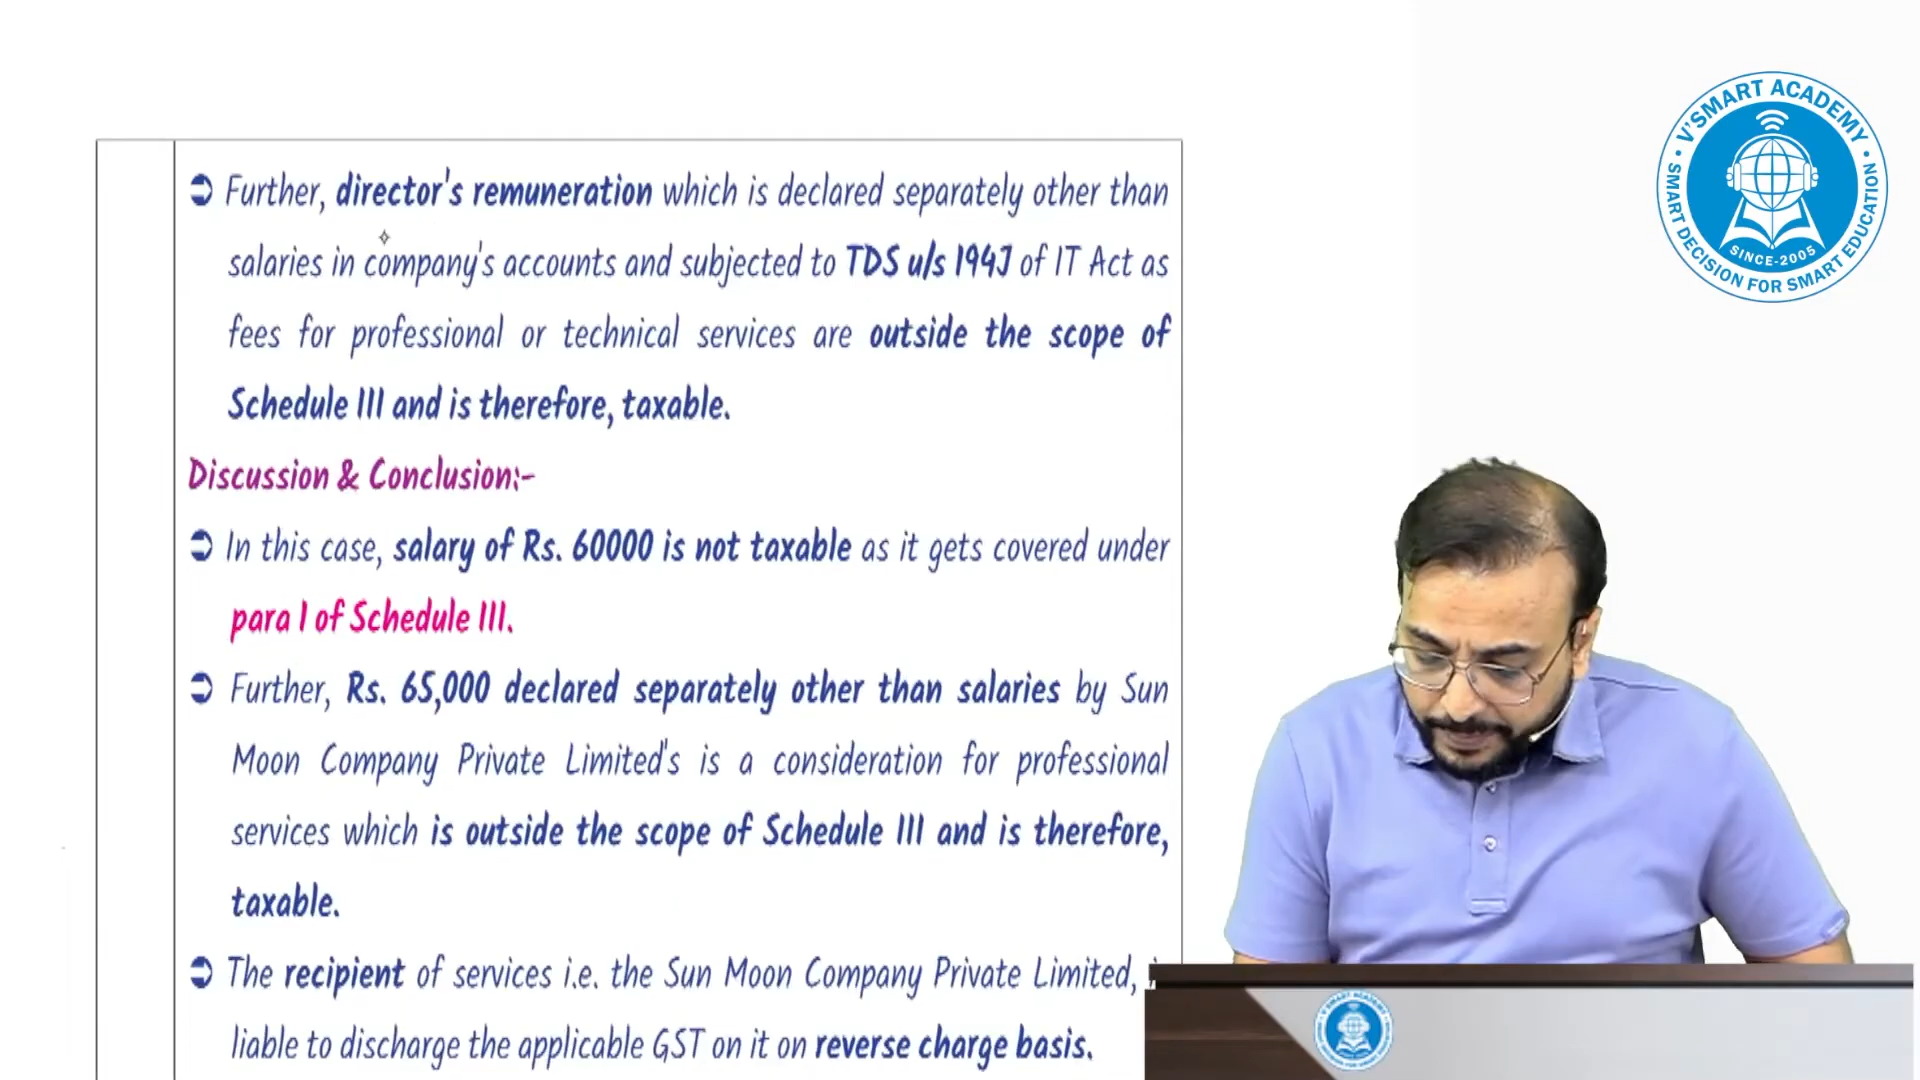 Further, director's remuneration which is declared separately other than
salaries in company's accounts and subjected to TDS u/s 194J of IT Act as
fees for professional or technical services are outside the scope of
Schedule III and is therefore, taxable.
Discussion & Conclusion:-
In this case, salary of Rs. 60000 is not taxable as it gets covered under
para 1 of Schedule III.
Further, Rs. 65,000 declared separately other than salaries by Sun
Moon Company Private Limited's is a consideration for professional
services which is outside the scope of Schedule III and is therefore,
taxable.
The recipient of services i.e. the Sun Moon Company Private Limited,
liable to discharge the applicable GST on it on reverse charge basis.
V'SMART ACADEMY
SINCE-2005
SMART DECISION FOR SMART EDUCATION